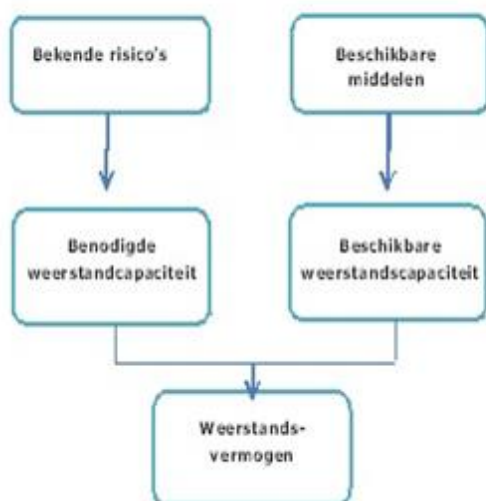 Bekende risico's
Beschikbare
middelen
Benodigde
weerstandcapaciteit
Beschikbare
weerstandscapaciteit
Weerstands-
vermogen